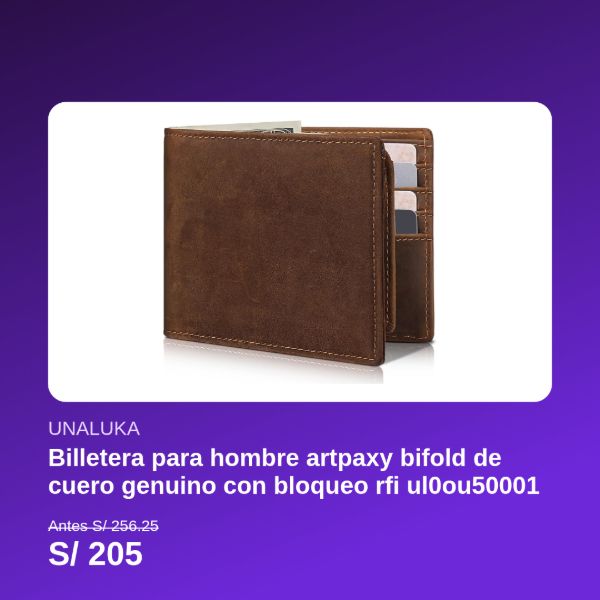 UNALUKA
Billetera para hombre artpaxy bifold de
cuero genuino con bloqueo rfi ul0ou50001
Antes S/ 256.25
S/ 205